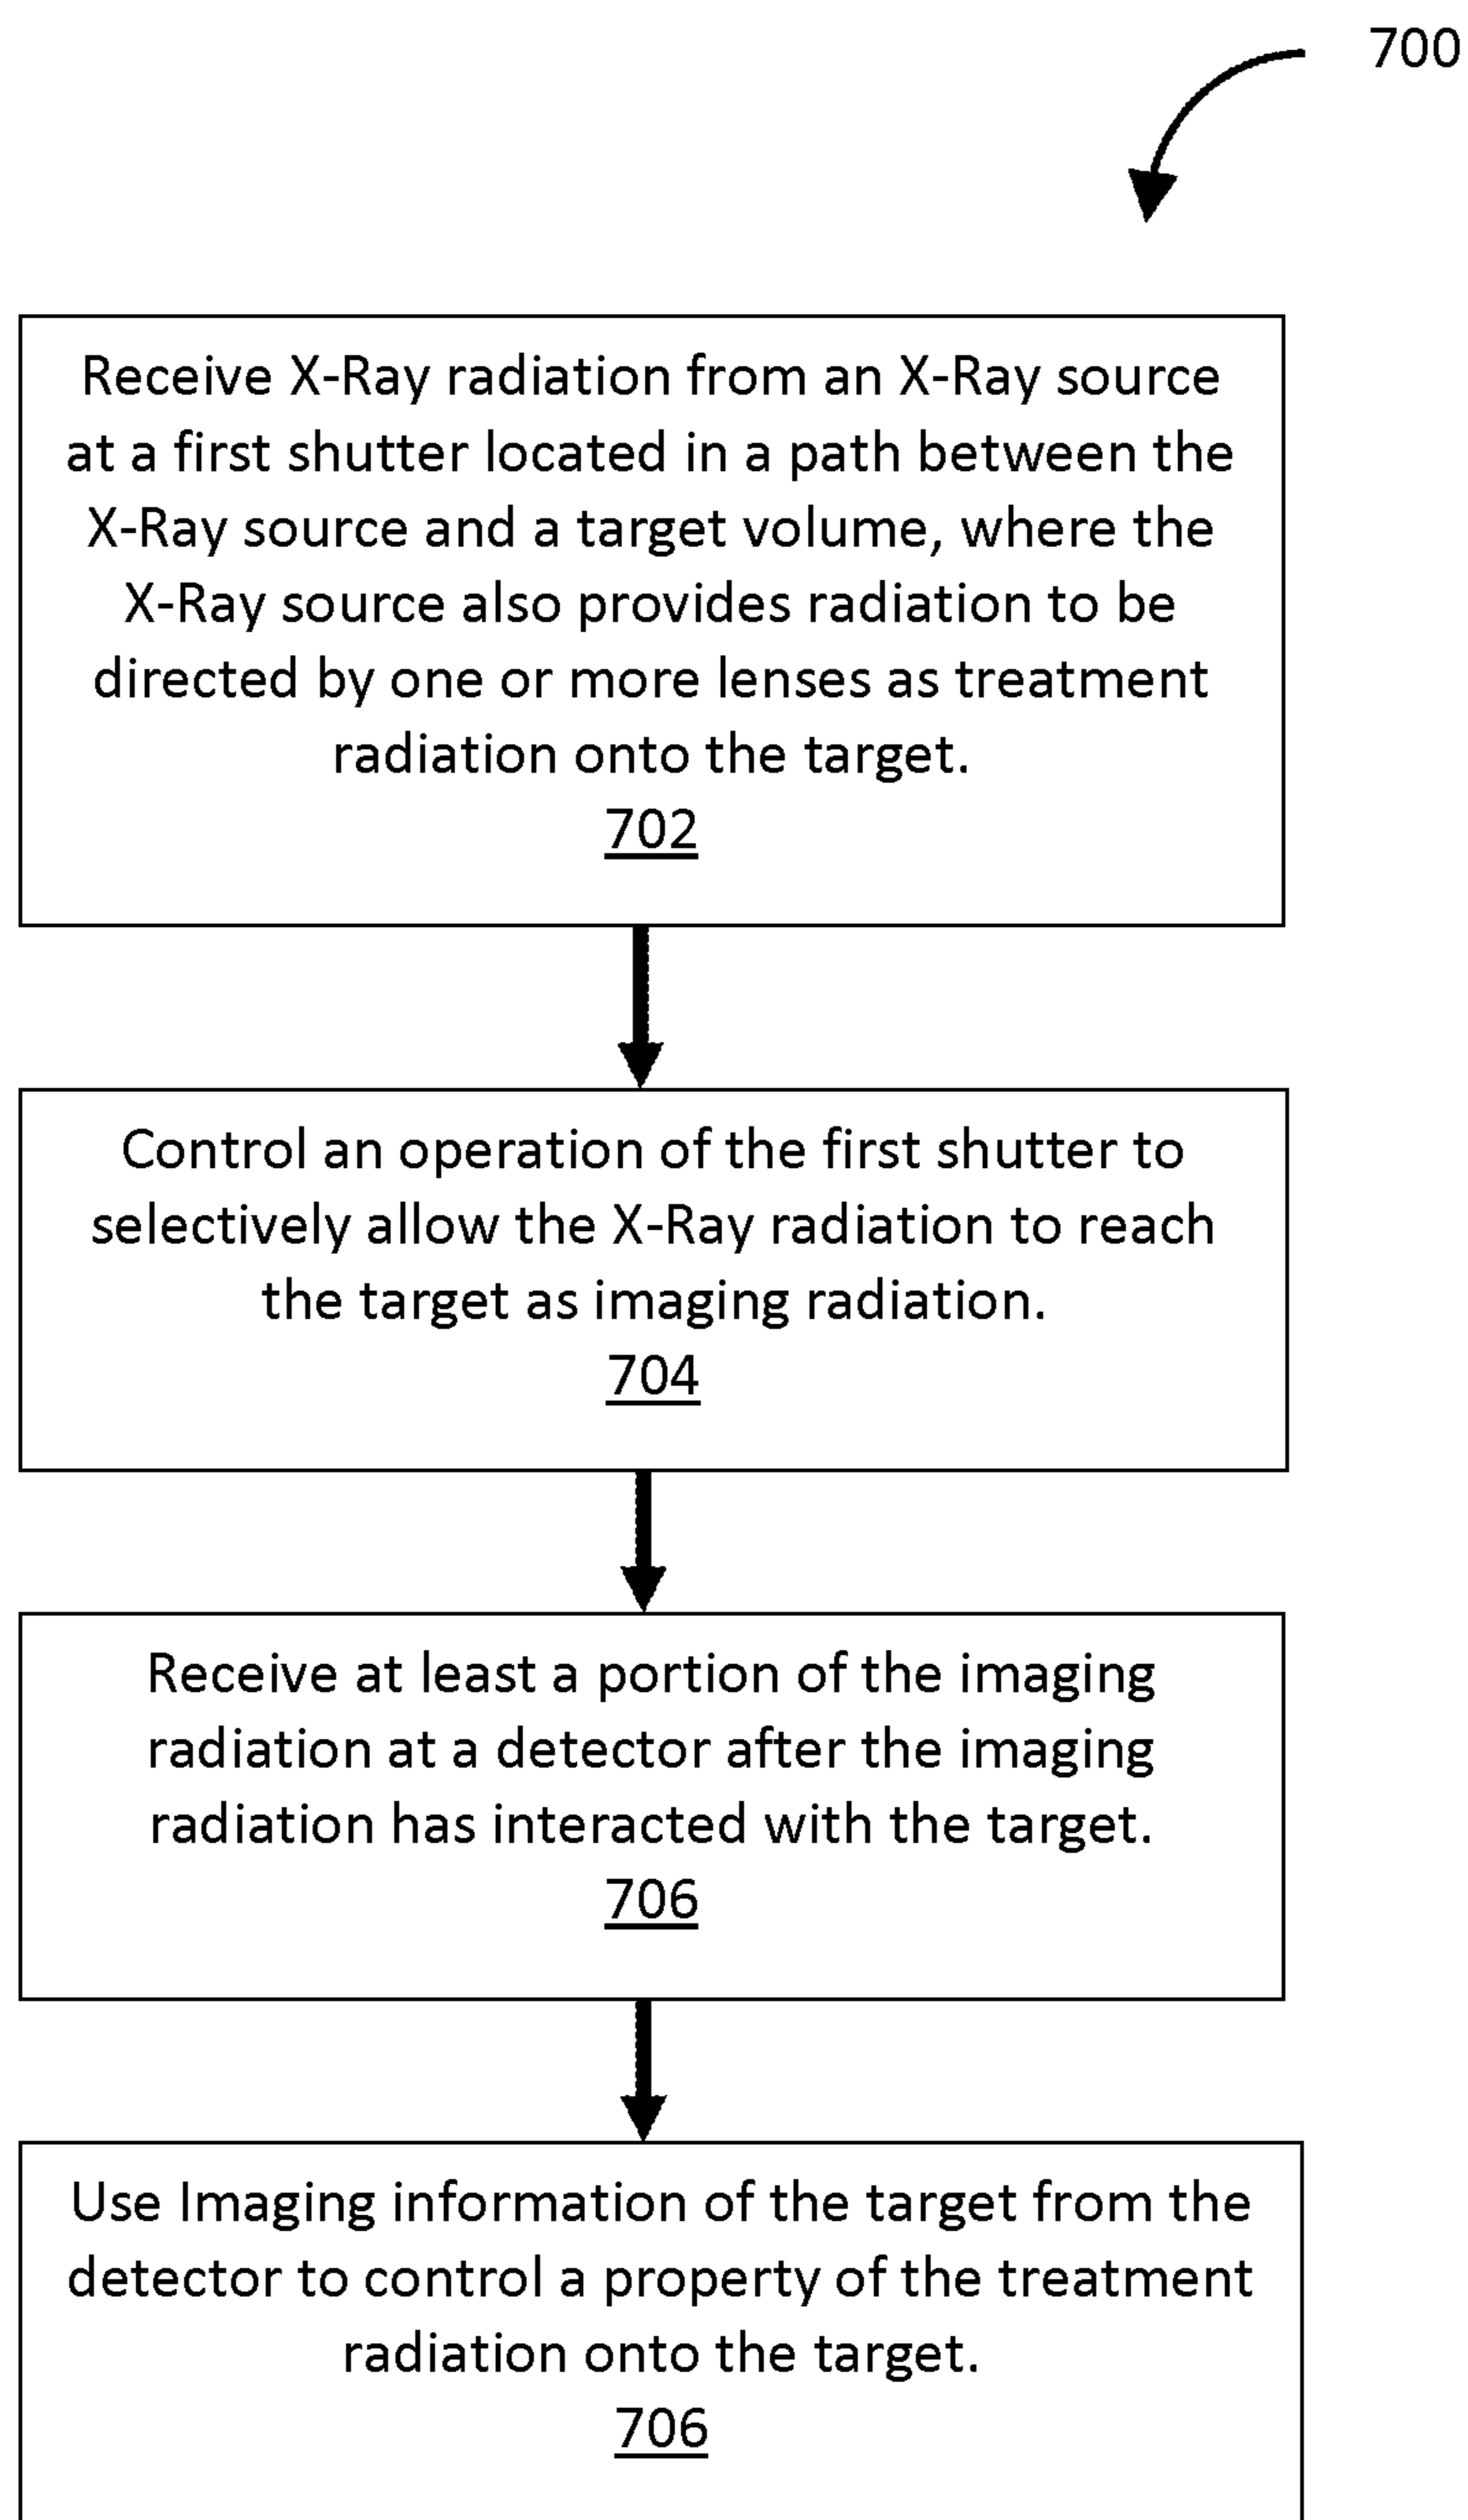 700
Receive X-Ray radiation from an X-Ray source
at a first shutter located in a path between the
X-Ray source and a target volume, where the
X-Ray source also provides radiation to be
directed by one or more lenses as treatment
radiation onto the target.
702
Control an operation of the first shutter to
selectively allow the X-Ray radiation to reach
the target as imaging radiation.
704
Receive at least a portion of the imaging
radiation at a detector after the imaging
radiation has interacted with the target.
706
Use Imaging information of the target from the
detector to control a property of the treatment
radiation onto the target.
706